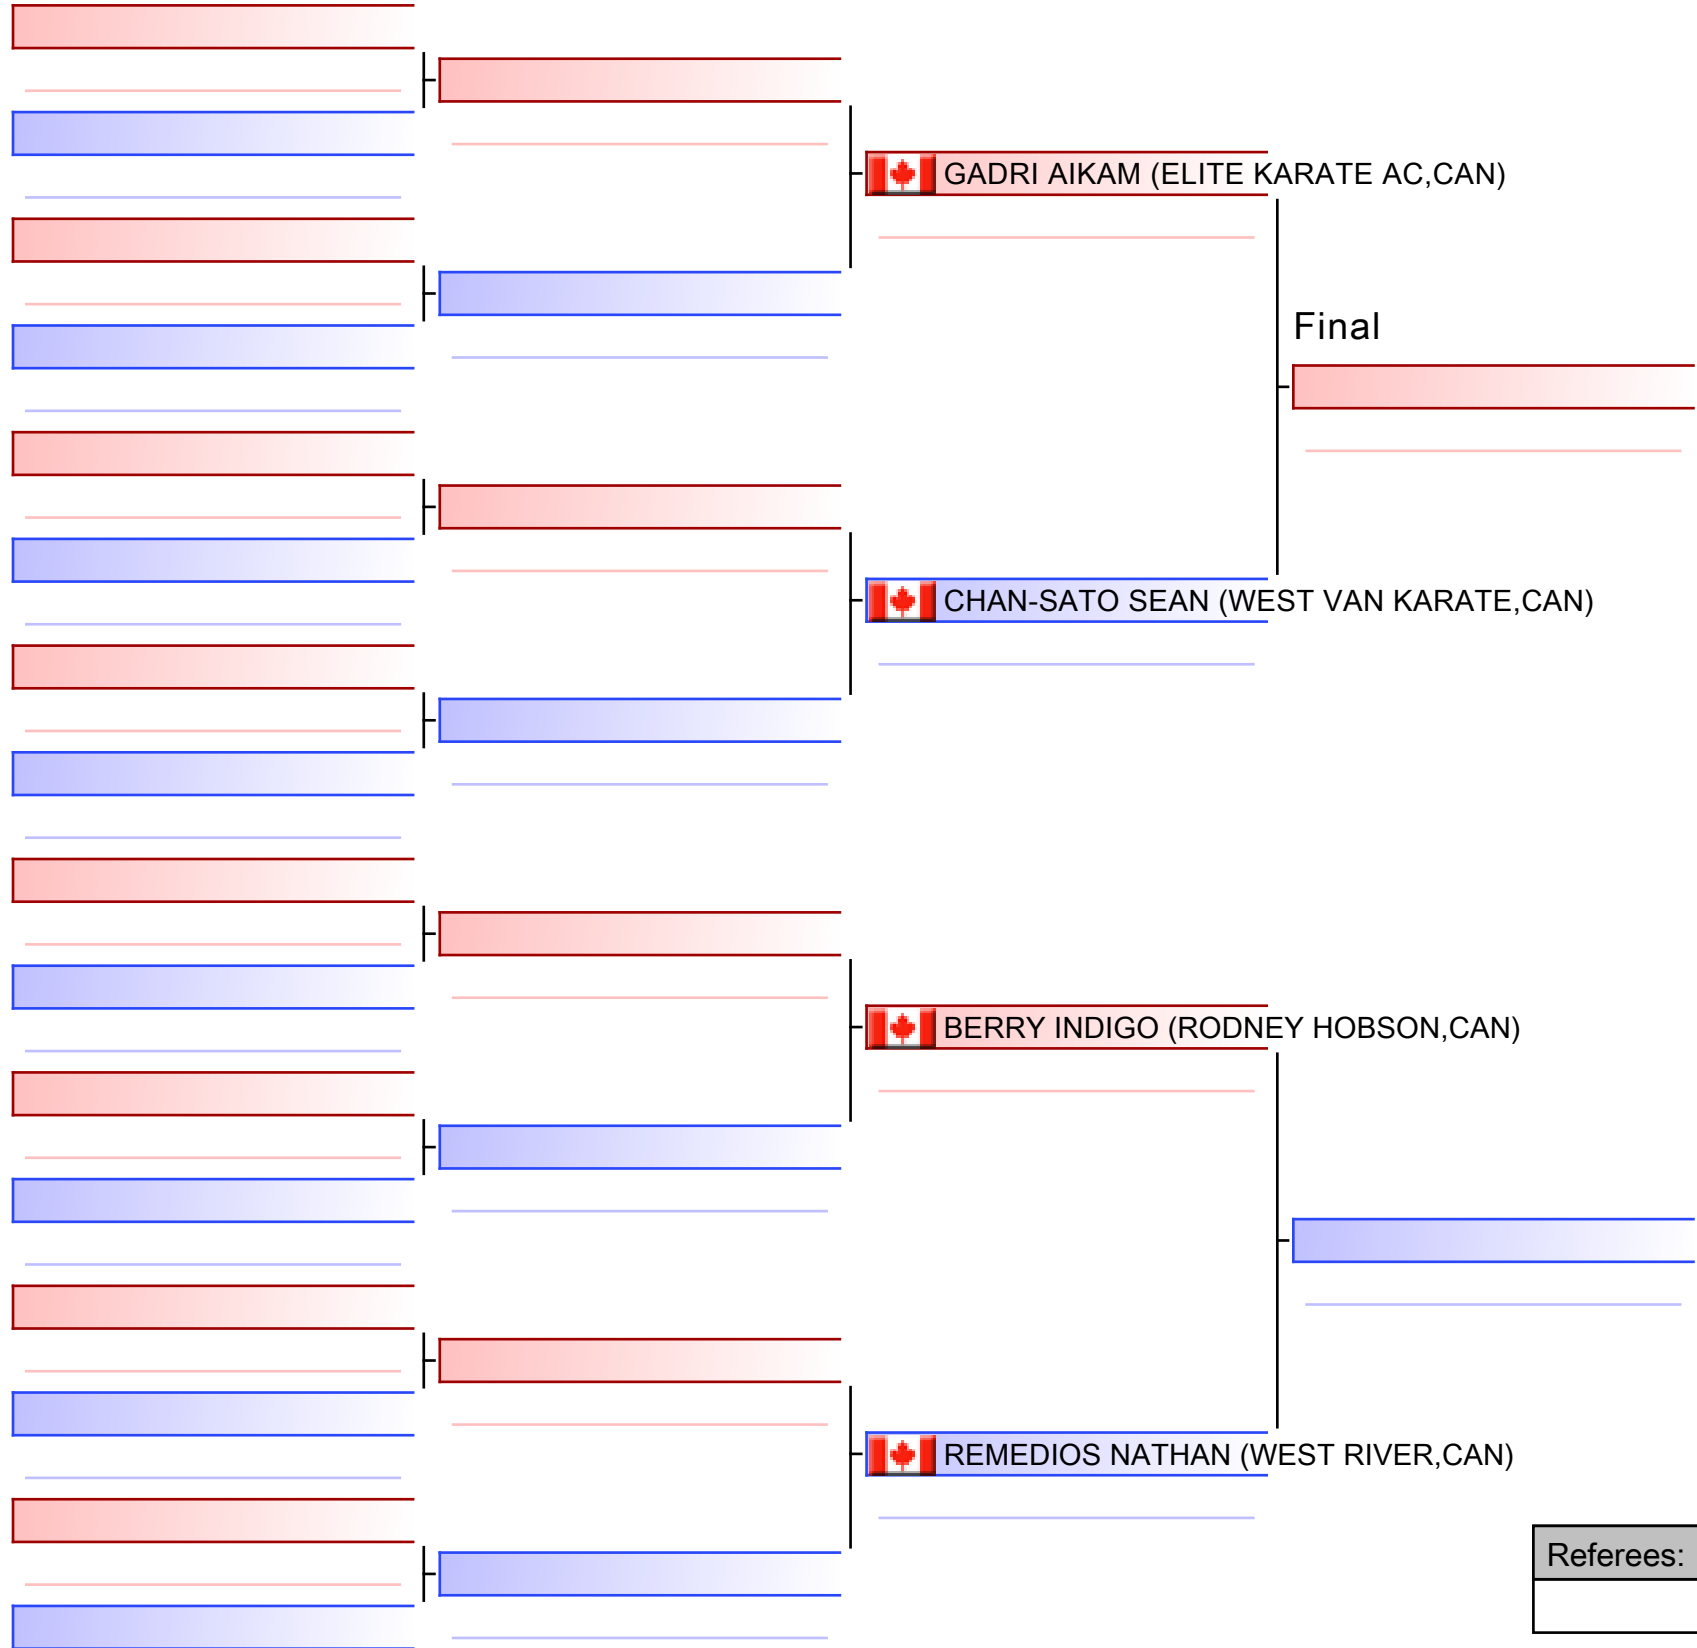 GADRI AIKAM (ELITE KARATE AC,CAN)
Final
CHAN-SATO SEAN (WEST VAN KARATE,CAN)
BERRY INDIGO (RODNEY HOBSON,CAN)
REMEDIOS NATHAN (WEST RIVER,CAN)
Referees: